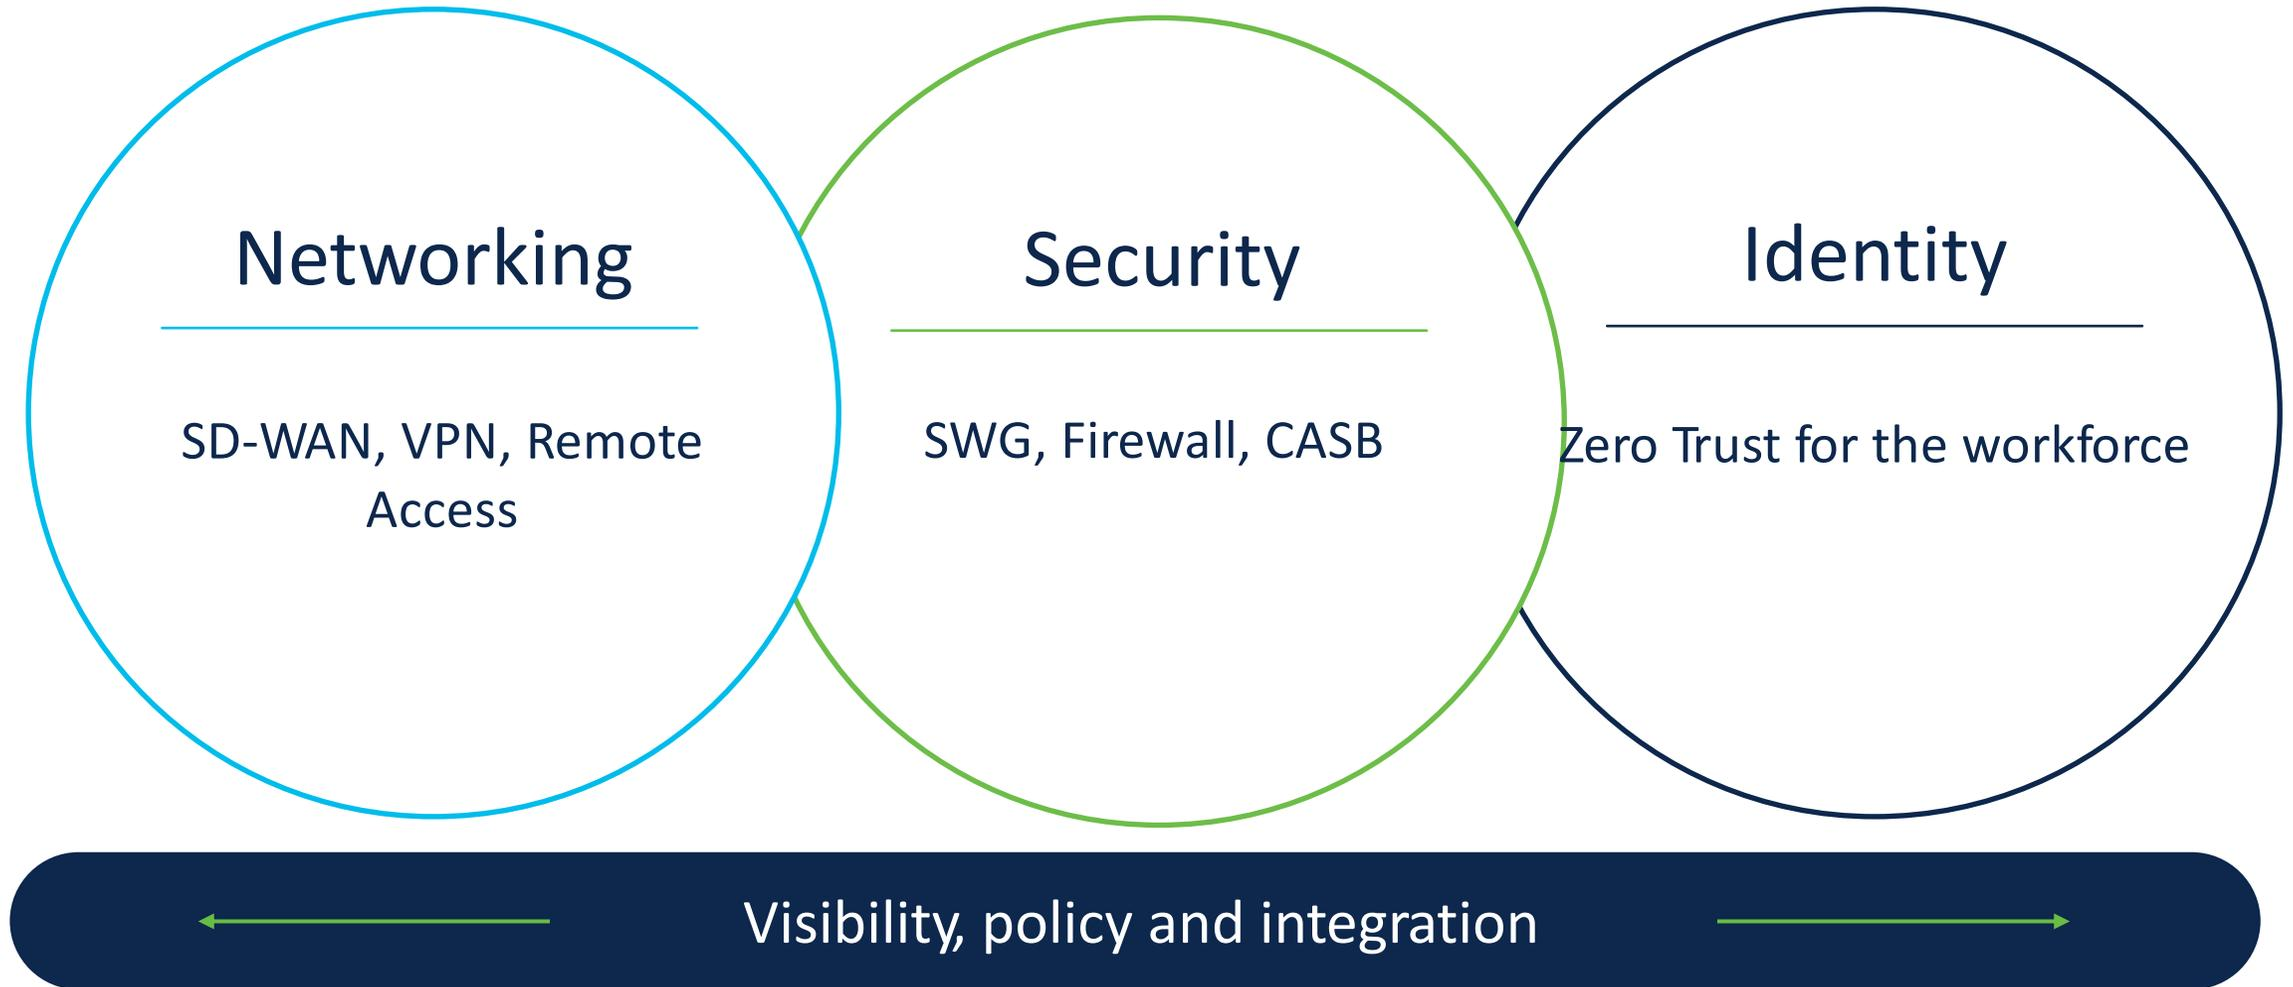 Networking
SD-WAN, VPN, Remote
Access
Security
SWG, Firewall, CASB
Identity
Zero Trust for the workforce
Visibility, policy and integration